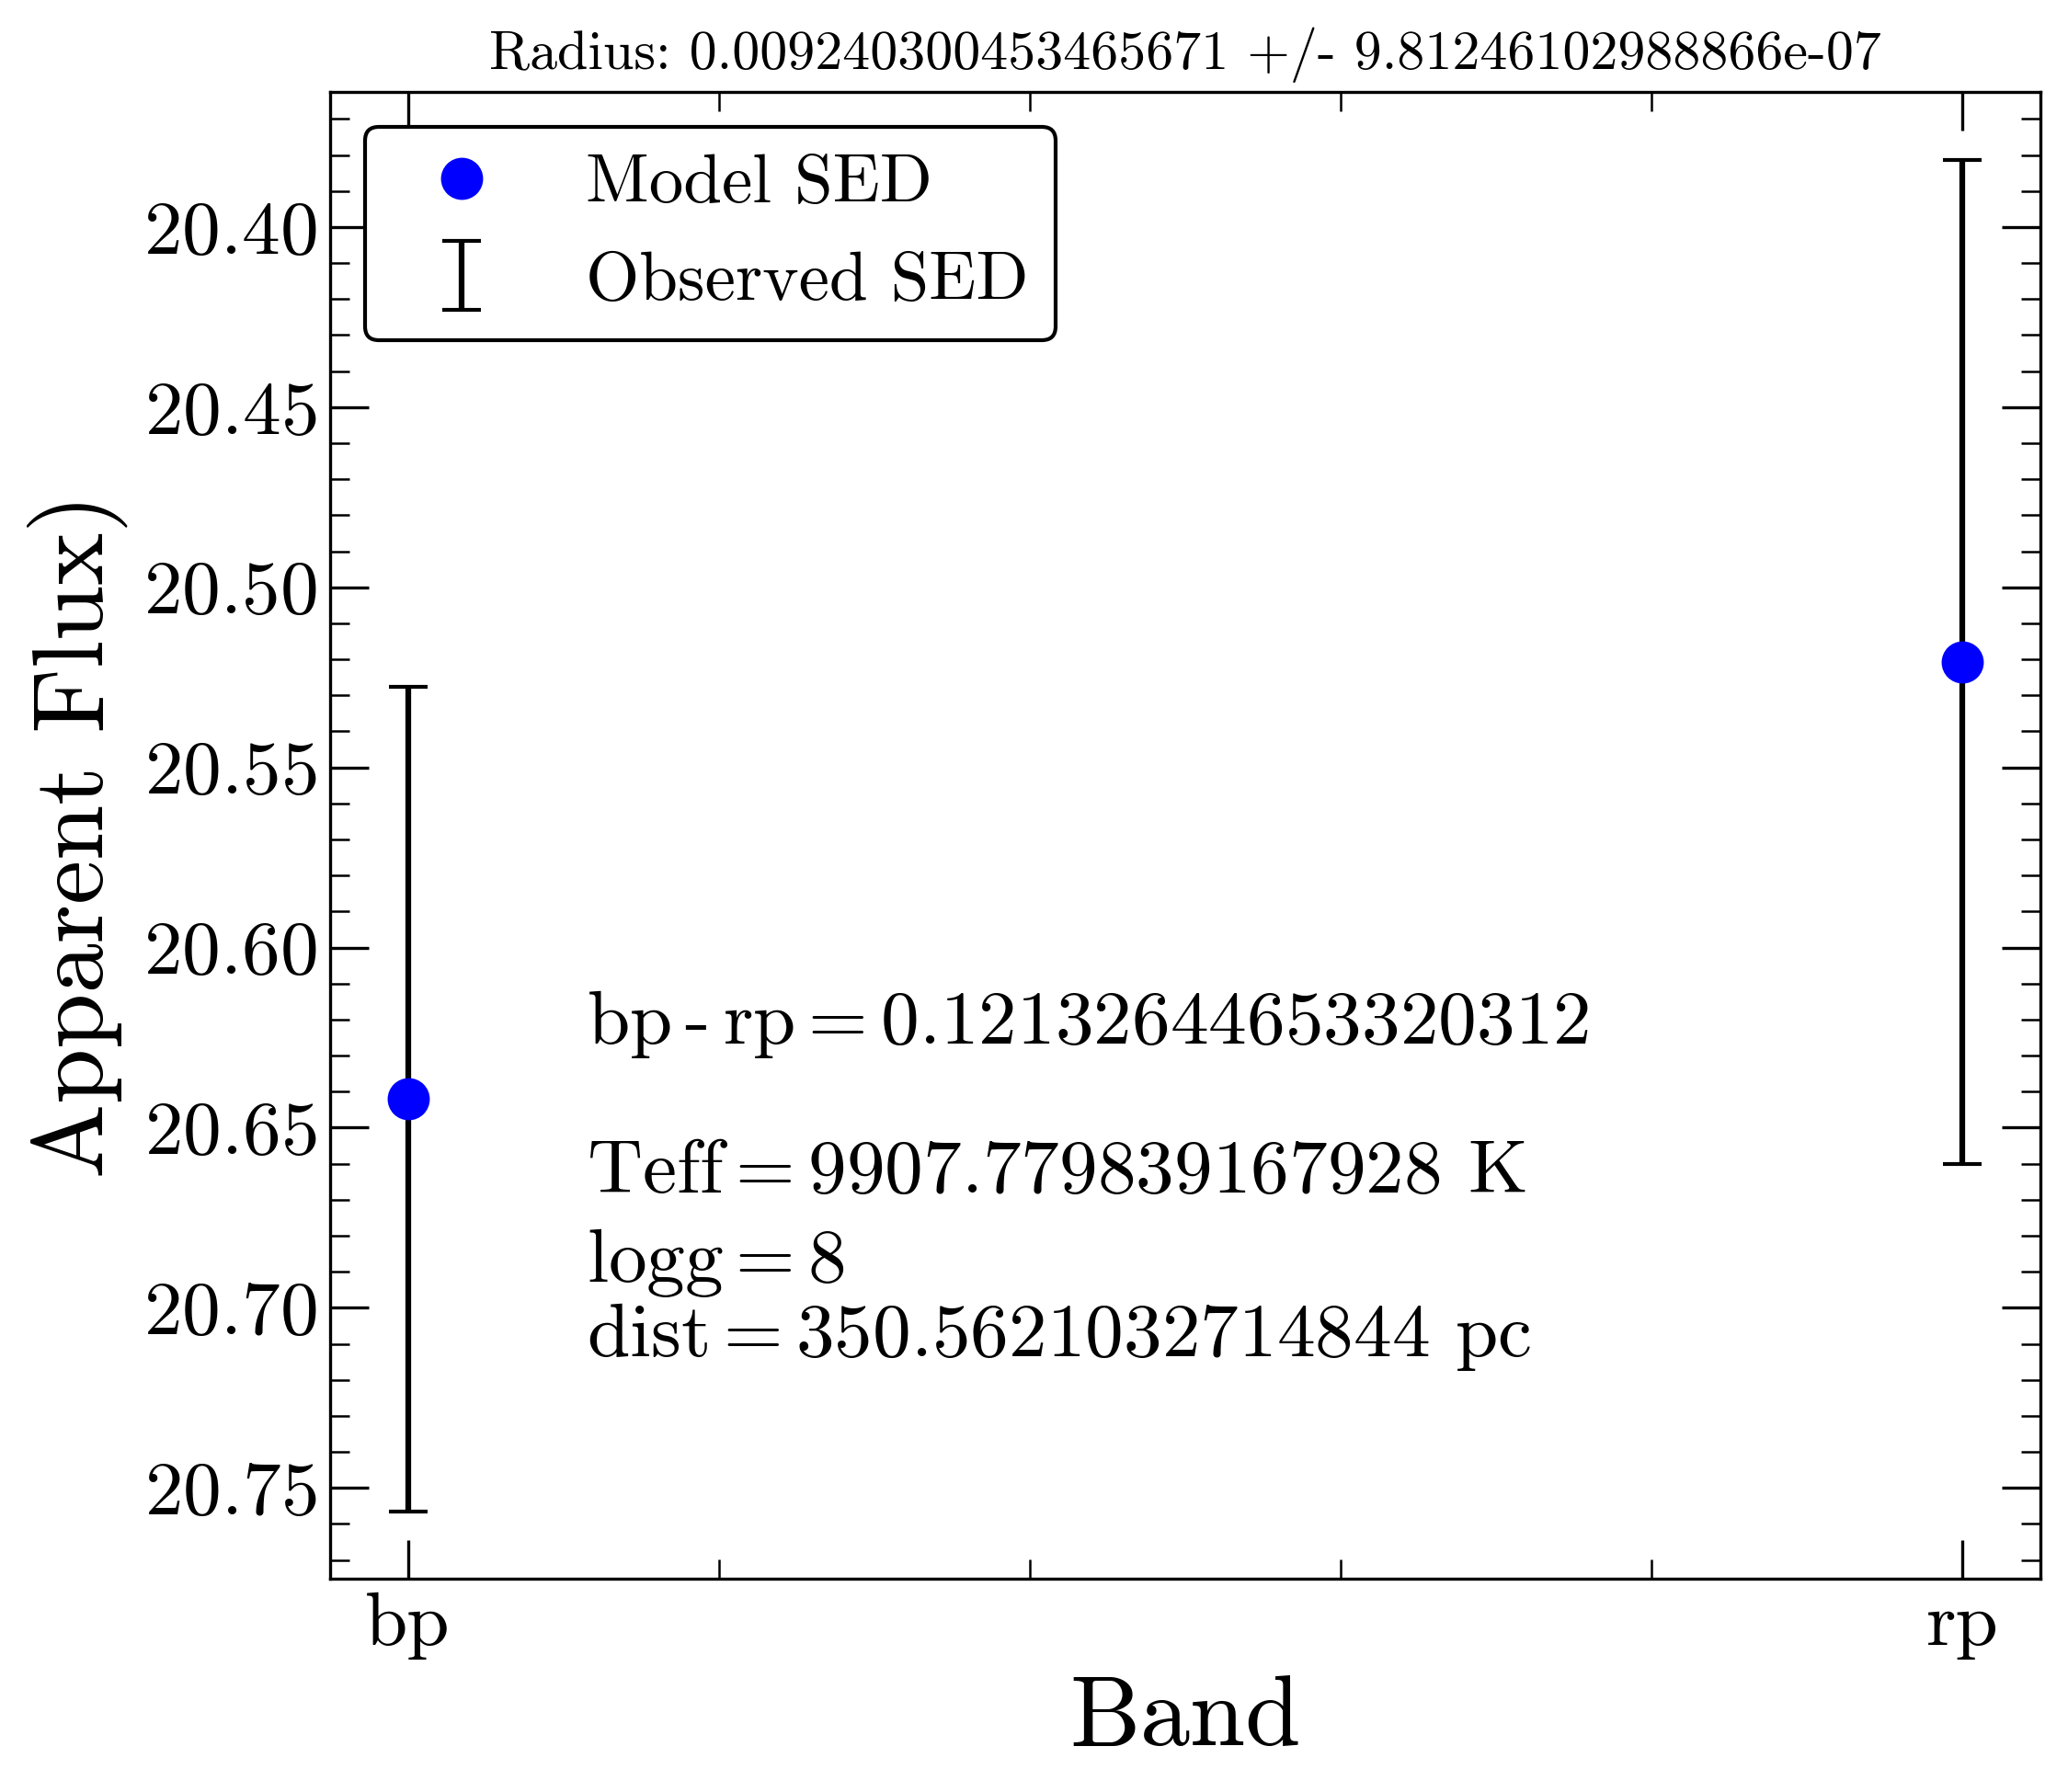 Radius: 0.009240300453465671 +/- 9.81246102988866e-07
Model SED
Observed SED
20.40
20.45
20.50
20.55
20.60
20.65
20.70
20.75
Apparent Flux)
bp - rp = 0.12132644653320312
Teff = 9907.779839167928 K
logg = 8
dist = 350.5621032714844 pc
bp
rp
Band